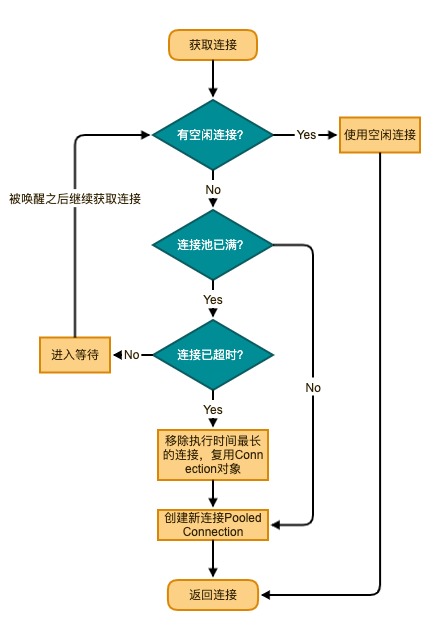 获取连接
有空闲连接?
Yes
使用空闲连接
No
被唤醒之后继续获取连接
连接池已满?
Yes
连接已超时?
进入等待
No
No
Yes
移除执行时间最长
的连接，复用Conn
ection对象
创建新连接Pooled
Connection
返回连接